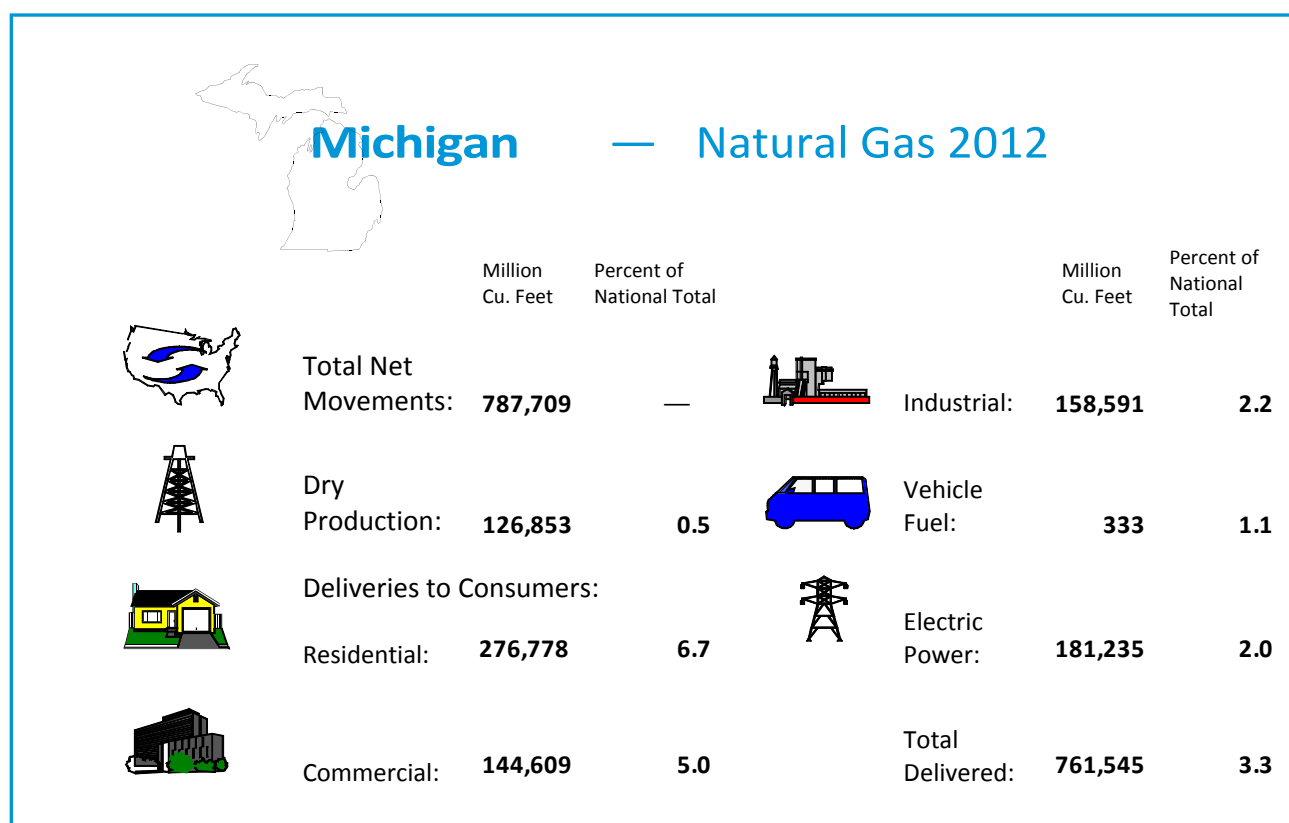 Michigan — Natural Gas 2012
Million
Cu. Feet
Percent of
National Total
Million
Cu. Feet
Percent of
National
Total
Total Net
Movements: 787,709 —
Industrial: 158,591 2.2
Dry
Production: 126,853 0.5
Vehicle
Fuel: 333 1.1
Deliveries to Consumers:
Residential: 276,778 6.7
Electric
Power: 181,235 2.0
Commercial: 144,609 5.0
Total
Delivered: 761,545 3.3